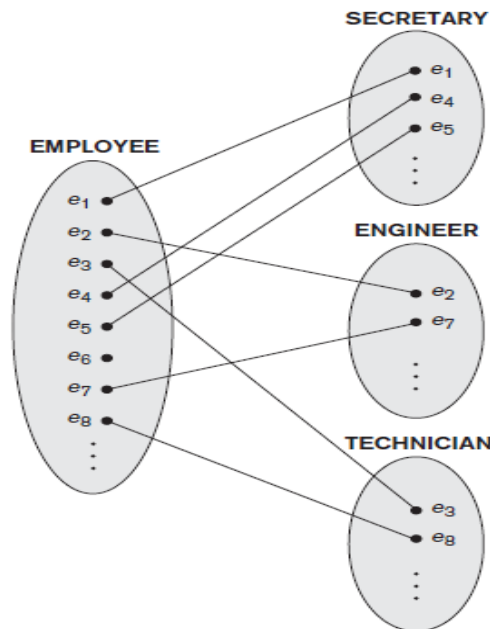 SECRETARY
e1
e4
e5
EMPLOYEE
e1
e2
e3
e4
e5
e6
e7
e8
ENGINEER
e2
e7
TECHNICIAN
e3
e8